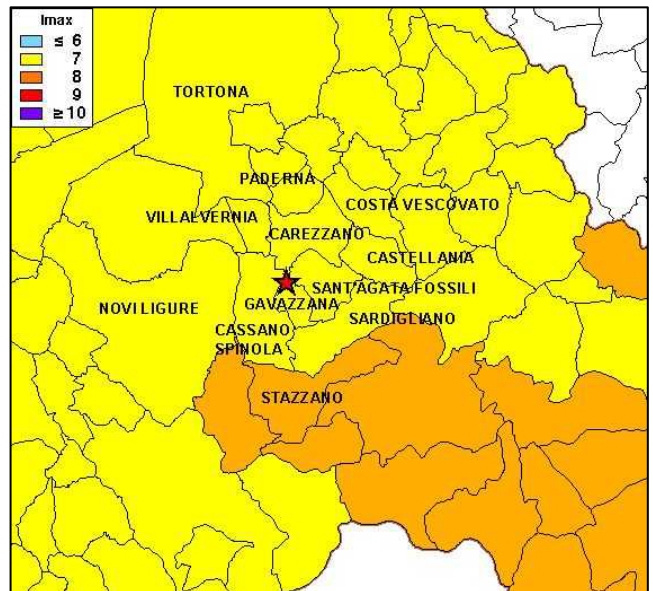 Imax
≤ 6
7
8
9
≥ 10
TORTONA
PADERNA
COSTA VESCOVATO
VILLALVERNIA
CAREZZANO
CASTELLANIA
SANT'AGATA FOSSILI
GAVAZZANA
NOVI LIGURE
SARDIGLIANO
CASSANO
SPINOLA
STAZZANO